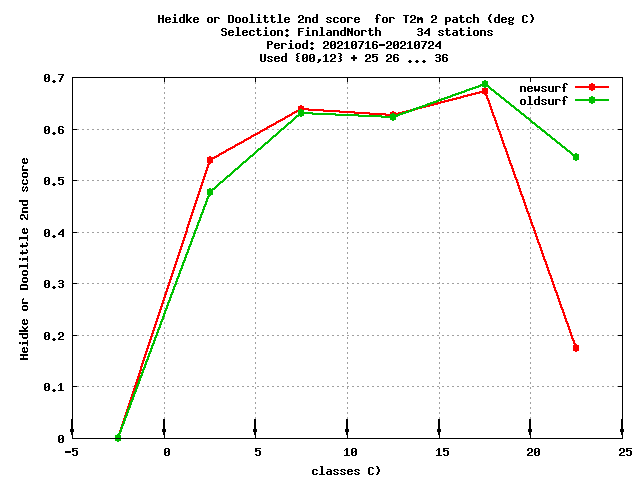 Heidke or Doolittle 2nd score  for T2m 2 patch (deg C)
Selection: FinlandNorth     34 stations
Period: 20210716-20210724
Used {00,12} + 25 26 ... 36
newsurf
oldsurf
Heidke or Doolittle 2nd score
0.7
0.6
0.5
0.4
0.3
0.2
0.1
0
-5 0 5 10 15 20 25
classes C)